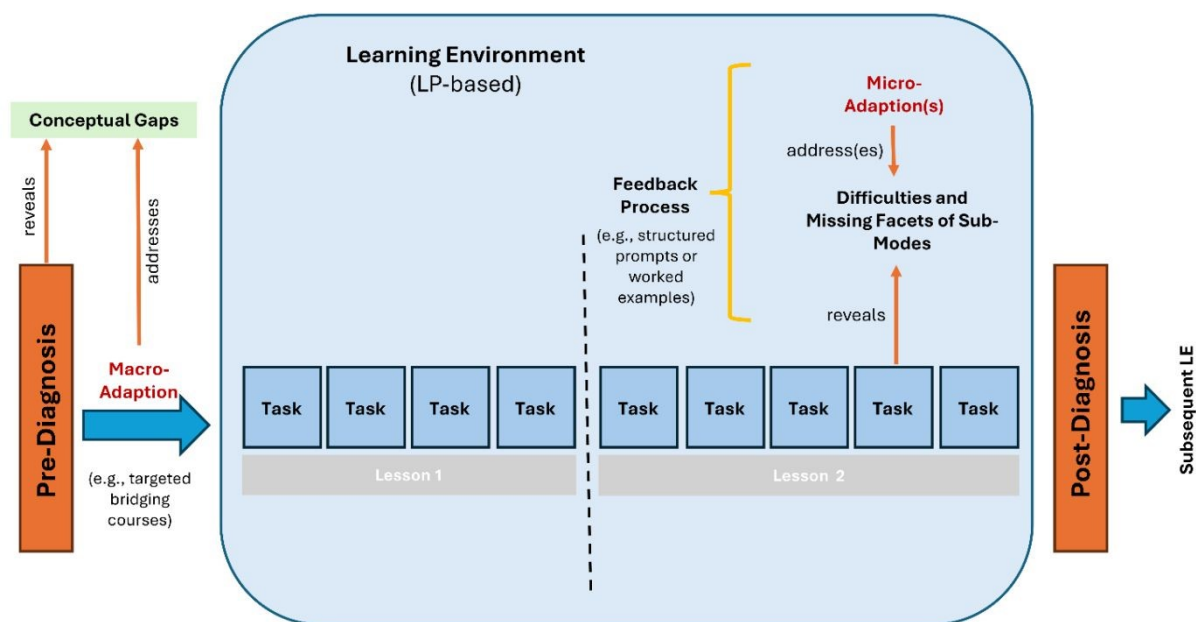 Learning Environment
(LP-based)
Conceptual Gaps
reveals
addresses
Pre-Diagnosis
Macro-
Adaption
(e.g., targeted
bridging
courses)
Feedback
Process
(e.g., structured
prompts or
worked
examples)
Micro-
Adaption(s)
address(es)
Difficulties and
Missing Facets of Sub-
Modes
reveals
Task
Task
Task
Task
Task
Task
Task
Task
Task
Lesson 1
Lesson 2
Post-Diagnosis
Subsequent LE